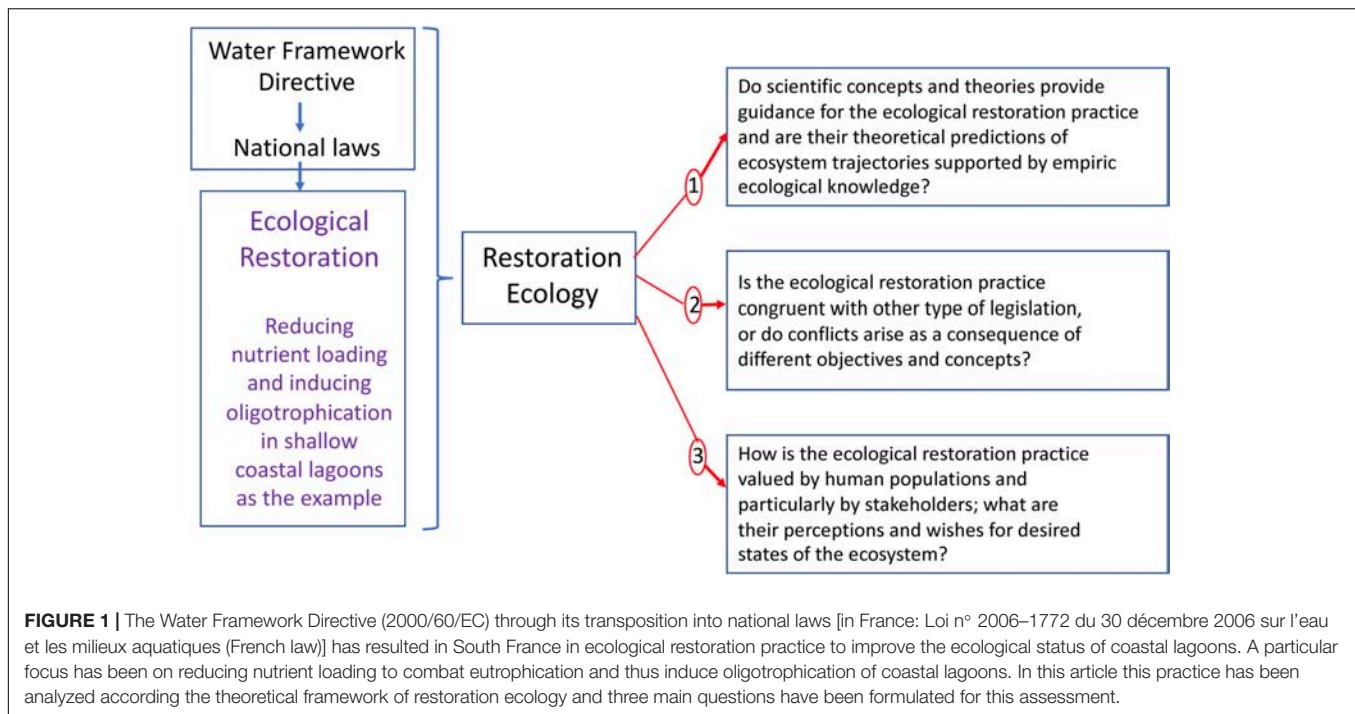 Water Framework
Directive
National laws
Ecological
Restoration
Reducing
nutrient loading
and inducing
oligotrophication
in shallow
coastal lagoons
as the example
Restoration
Ecology
1
Do scientific concepts and theories provide
guidance for the ecological restoration practice
and are their theoretical predictions of
ecosystem trajectories supported by empiric
ecological knowledge?
2
Is the ecological restoration practice
congruent with other type of legislation,
or do conflicts arise as a consequence of
different objectives and concepts?
3
How is the ecological restoration practice
valued by human populations and
particularly by stakeholders; what are
their perceptions and wishes for desired
states of the ecosystem?
FIGURE 1 | The Water Framework Directive (2000/60/EC) through its transposition into national laws [in France: Loi n° 2006–1772 du 30 décembre 2006 sur l'eau
et les milieux aquatiques (French law)] has resulted in South France in ecological restoration practice to improve the ecological status of coastal lagoons. A particular
focus has been on reducing nutrient loading to combat eutrophication and thus induce oligotrophication of coastal lagoons. In this article this practice has been
analyzed according the theoretical framework of restoration ecology and three main questions have been formulated for this assessment.